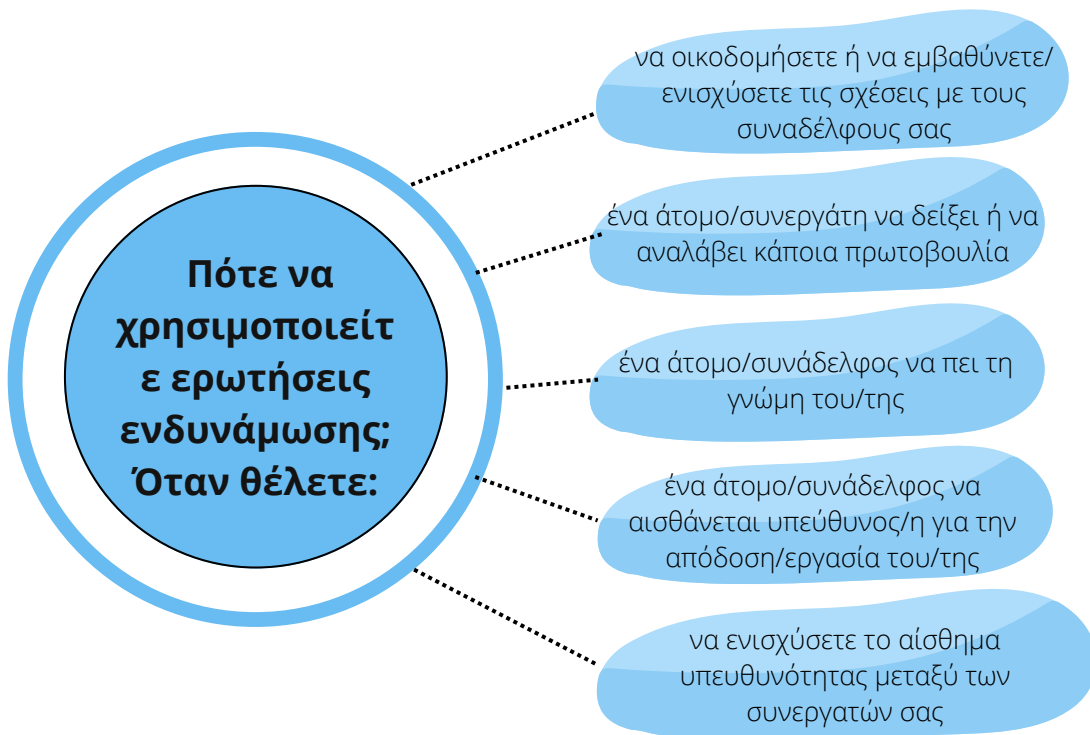 Πότε να
χρησιμοποιείτ
ε ερωτήσεις
ενδυνάμωσης;
Όταν θέλετε:
να οικοδομήσετε ή να εμβαθύνετε/
ενισχύσετε τις σχέσεις με τους
συναδέλφους σας
ένα άτομο/συνεργάτη να δείξει ή να
αναλάβει κάποια πρωτοβουλία
ένα άτομο/συνάδελφος να πει τη
γνώμη του/της
ένα άτομο/συνάδελφος να
αισθάνεται υπεύθυνος/η για την
απόδοση/εργασία του/της
να ενισχύσετε το αίσθημα
υπευθυνότητας μεταξύ των
συνεργατών σας